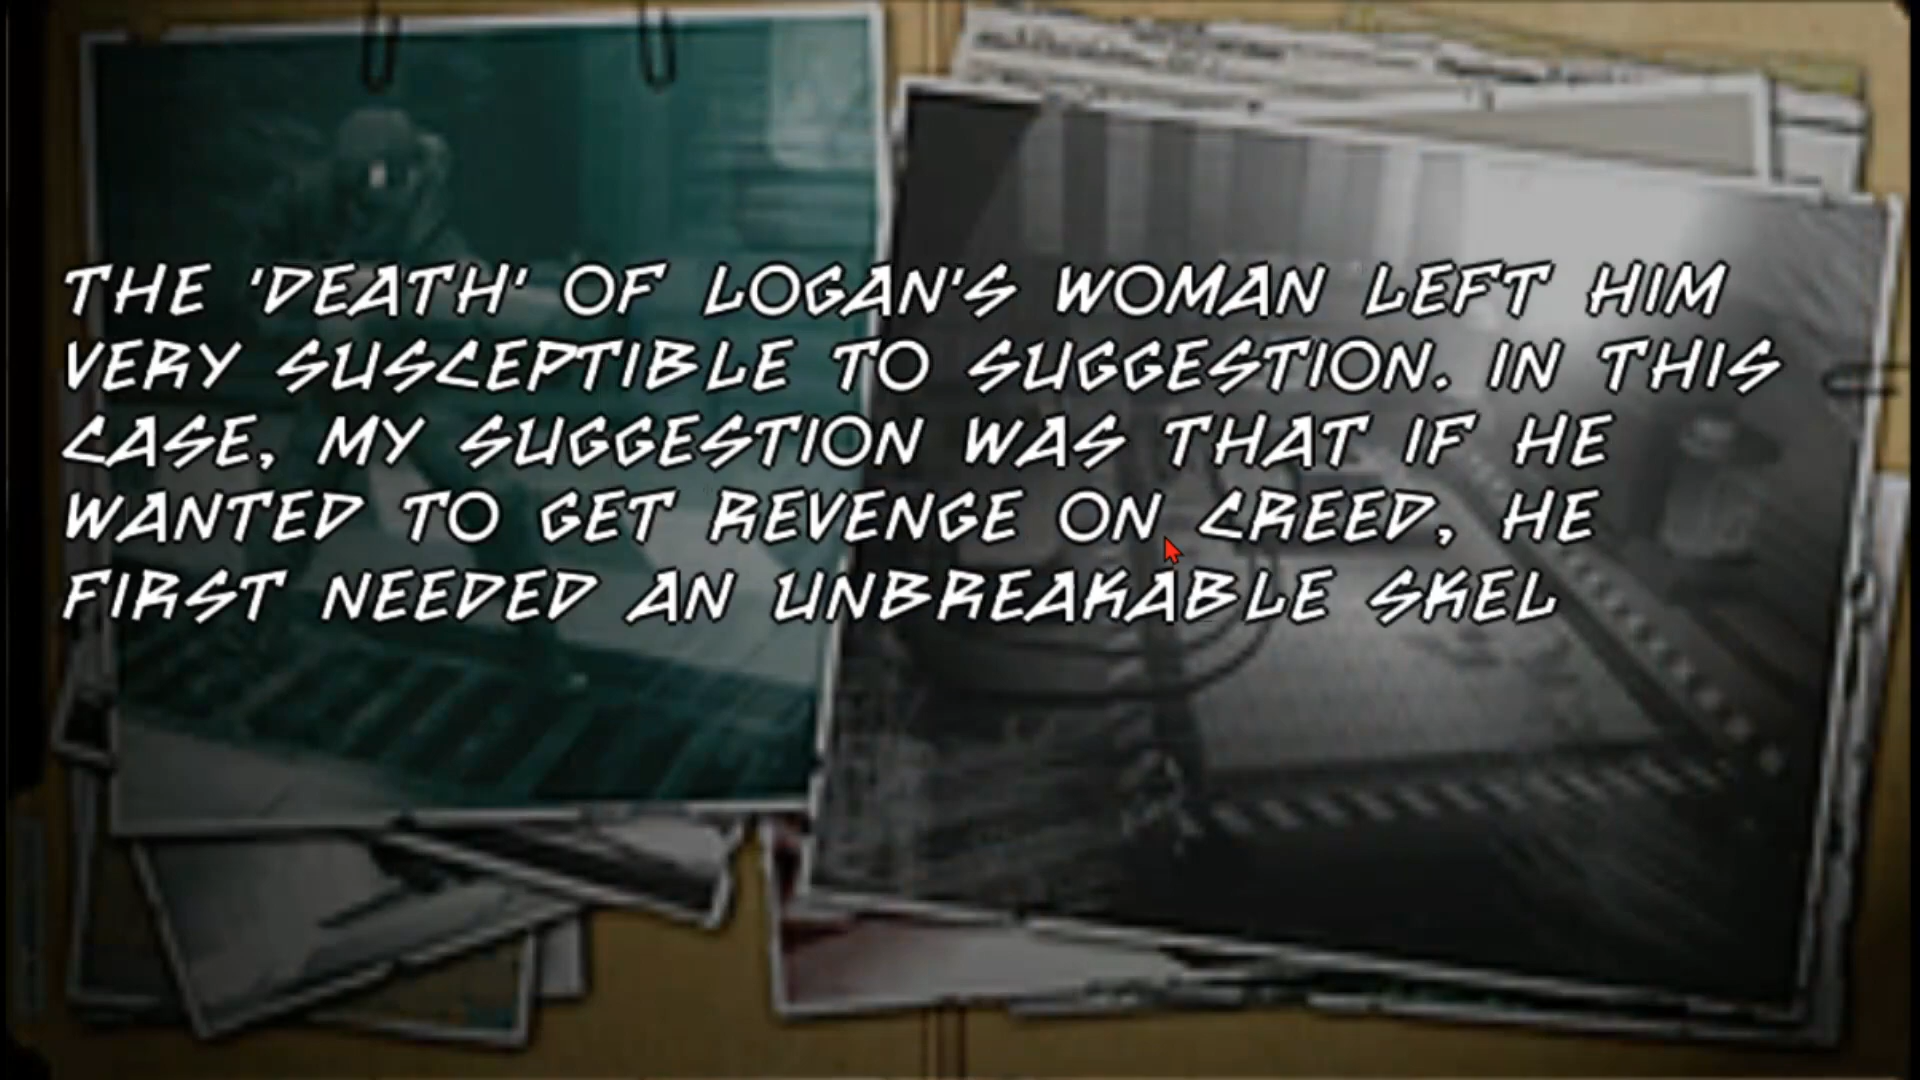 THE 'DEATH' OF LOGAN'S WOMAN LEFT HIM
VERY SUSCEPTIBLE TO SUGGESTION. IN THIS
CASE, MY SUGGESTION WAS THAT IF HE
WANTED TO GET REVENGE ON CREED, HE
FIRST NEEDED AN UNBREAKABLE SKEL